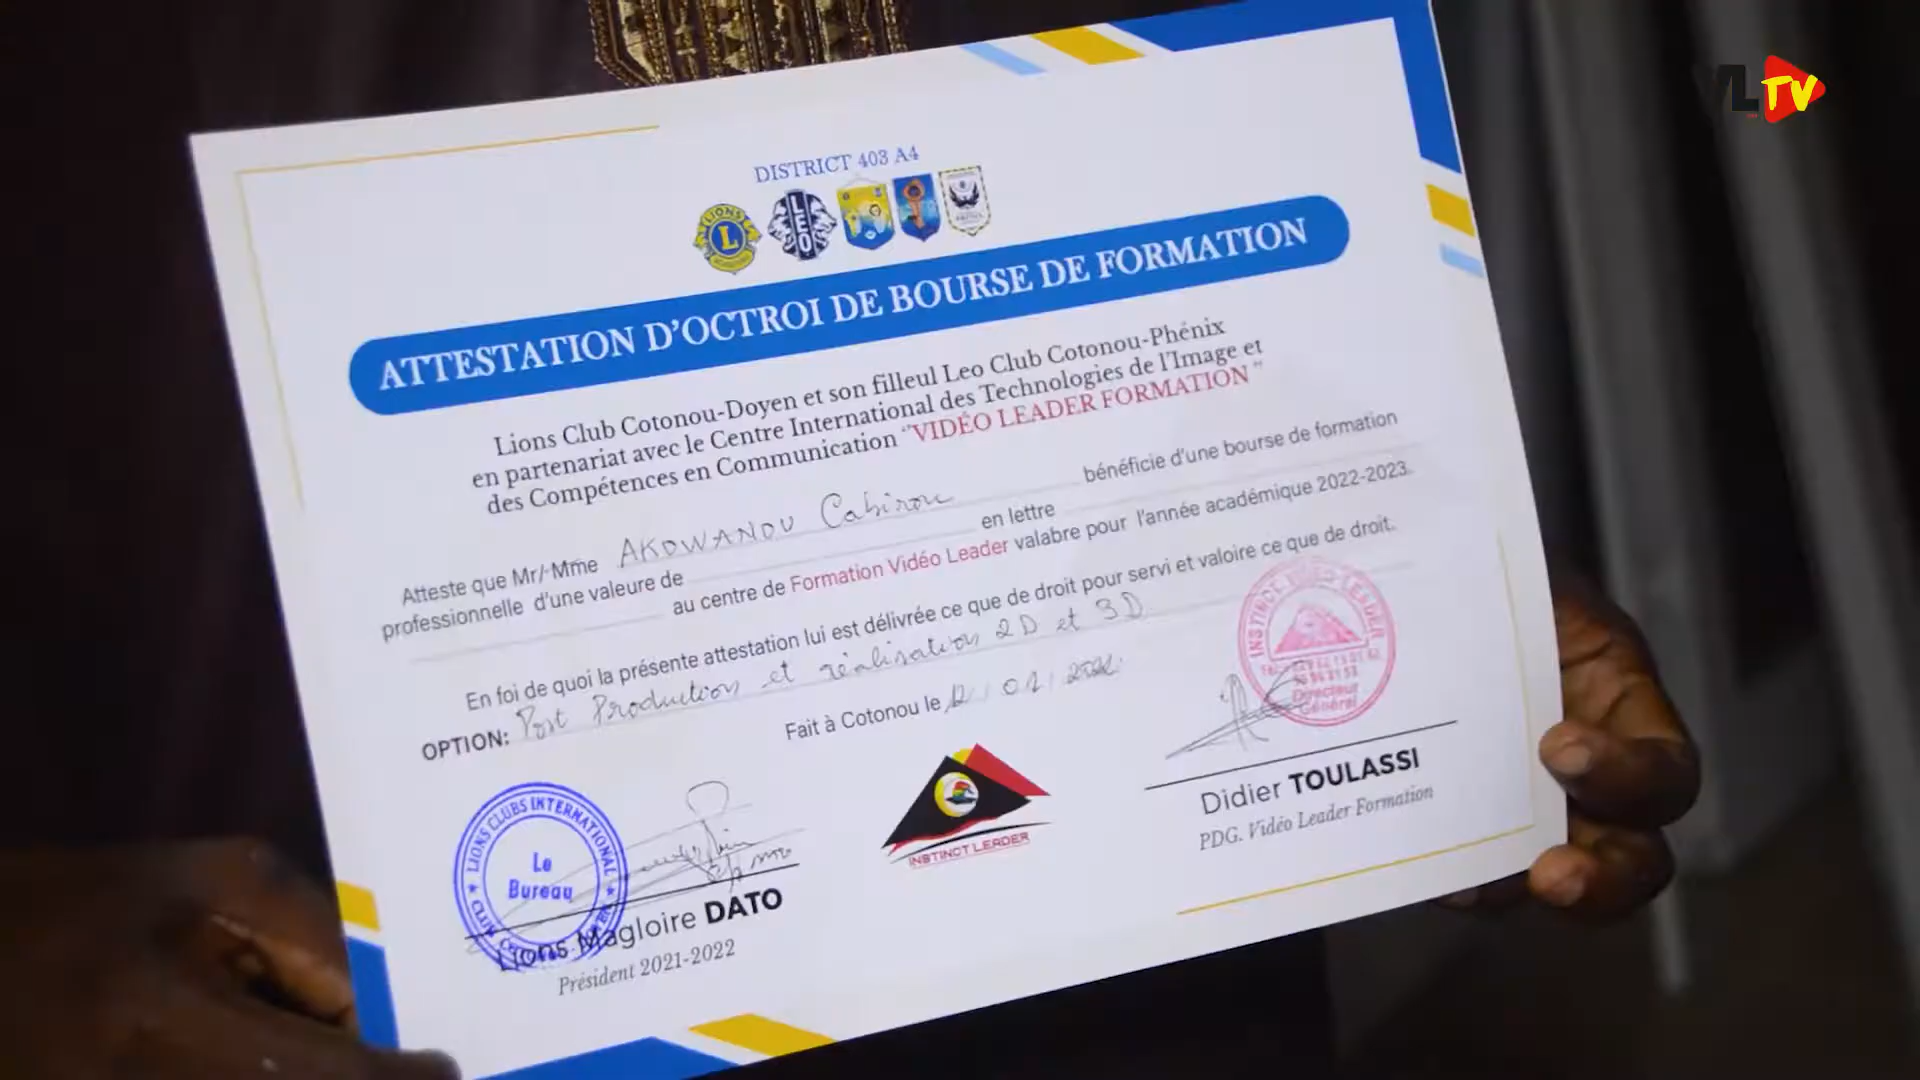 VLTV
DISTRICT 403 A4
LIONS
L
LEO
ATTESTATION D'OCTROI DE BOURSE DE FORMATION
Lions Club Cotonou-Doyen et son filleul Leo Club Cotonou-Phénix
en partenariat avec le Centre International des Technologies de l'Image et
des Compétences en Communication "VIDÉO LEADER FORMATION"
Atteste que Mr/Mme AKOWANOU Cabirou bénéficie d'une bourse de formation
professionnelle d'une valeure de en lettre
au centre de Formation Vidéo Leader valabre pour l'année académique 2022-2023.
En foi de quoi la présente attestation lui est délivrée ce que de droit pour servi et valoire ce que de droit.
OPTION: Post Production et réalisation 2D et 3D
Fait à Cotonou le
INSTINCT VIDEO LEADER
Directeur
Général
LIONS CLUBS INTERNATIONAL
Le
Bureau
INSTINCT LEADER
Lions Magloire DATO
Président 2021-2022
Didier TOULASSI
PDG. Vidéo Leader Formation